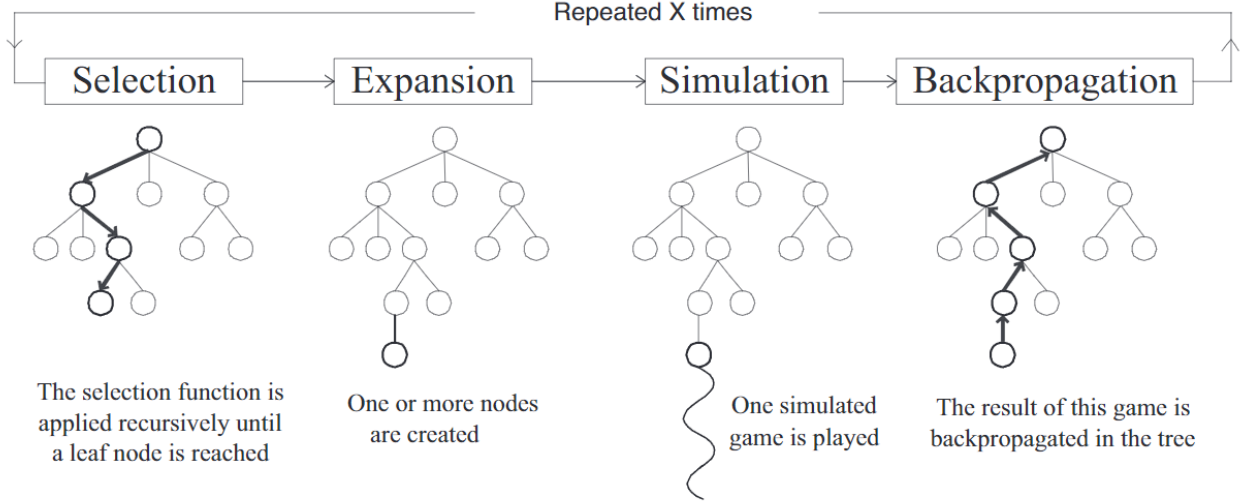 Repeated X times
Selection
Expansion
Simulation
Backpropagation
The selection function is
applied recursively until
a leaf node is reached
One or more nodes
are created
One simulated
game is played
The result of this game is
backpropagated in the tree